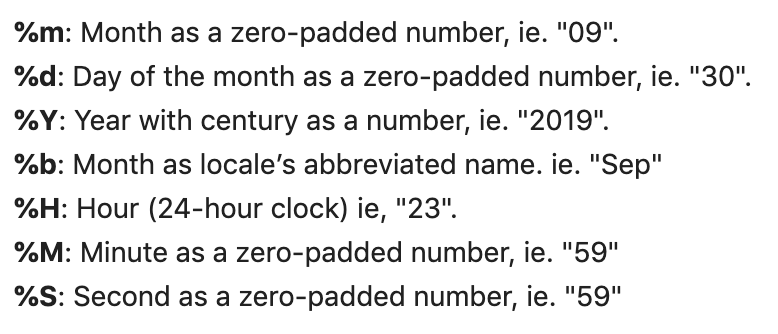 %m: Month as a zero-padded number, ie. "09".
%d: Day of the month as a zero-padded number, ie. "30".
%Y: Year with century as a number, ie. "2019".
%b: Month as locale’s abbreviated name. ie. "Sep"
%H: Hour (24-hour clock) ie, "23".
%M: Minute as a zero-padded number, ie. "59"
%S: Second as a zero-padded number, ie. "59"